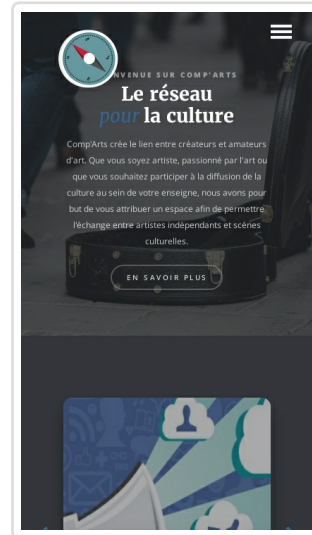 NVENUE SUR COMP'ARTS
Le réseau
pour la culture
Comp'Arts crée le lien entre créateurs et amateurs
d'art. Que vous soyez artiste, passionné par l'art ou
que vous souhaitez participer à la diffusion de la
culture au sein de votre enseigne, nous avons pour
but de vous attribuer un espace afin de permettre
l'échange entre artistes indépendants et scènes
culturelles.
EN SAVOIR PLUS